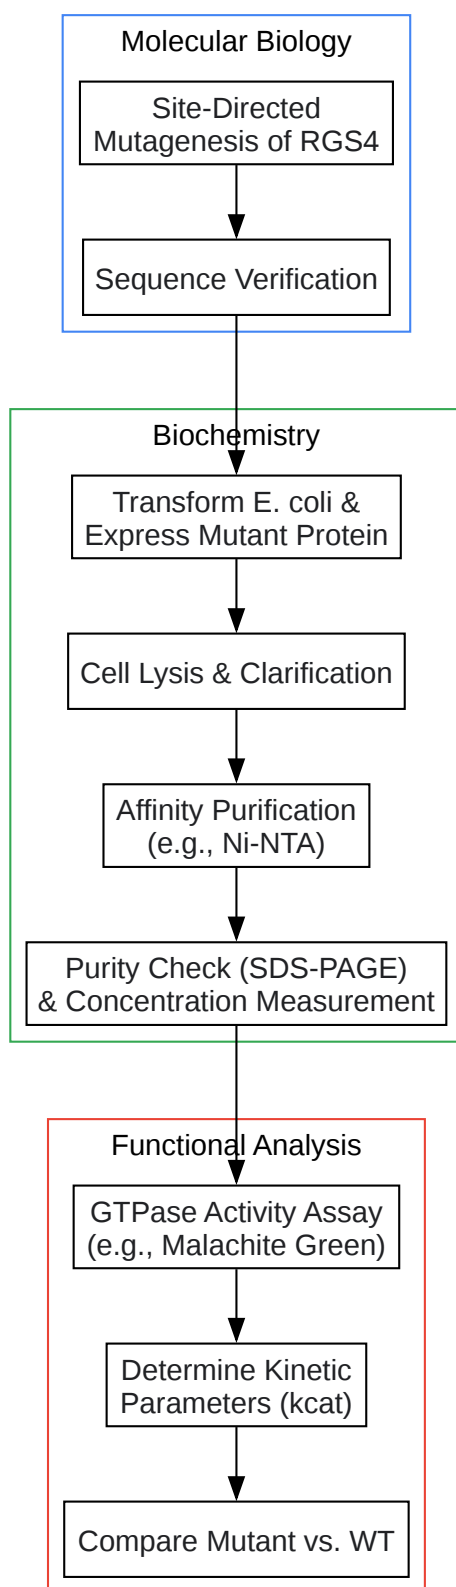 Molecular Biology
Site-Directed
Mutagenesis of RGS4
Sequence Verification
Biochemistry
Transform E. coli &
Express Mutant Protein
Cell Lysis & Clarification
Affinity Purification
(e.g., Ni-NTA)
Purity Check (SDS-PAGE)
& Concentration Measurement
Functional Analysis
GTPase Activity Assay
(e.g., Malachite Green)
Determine Kinetic
Parameters (kcat)
Compare Mutant vs. WT